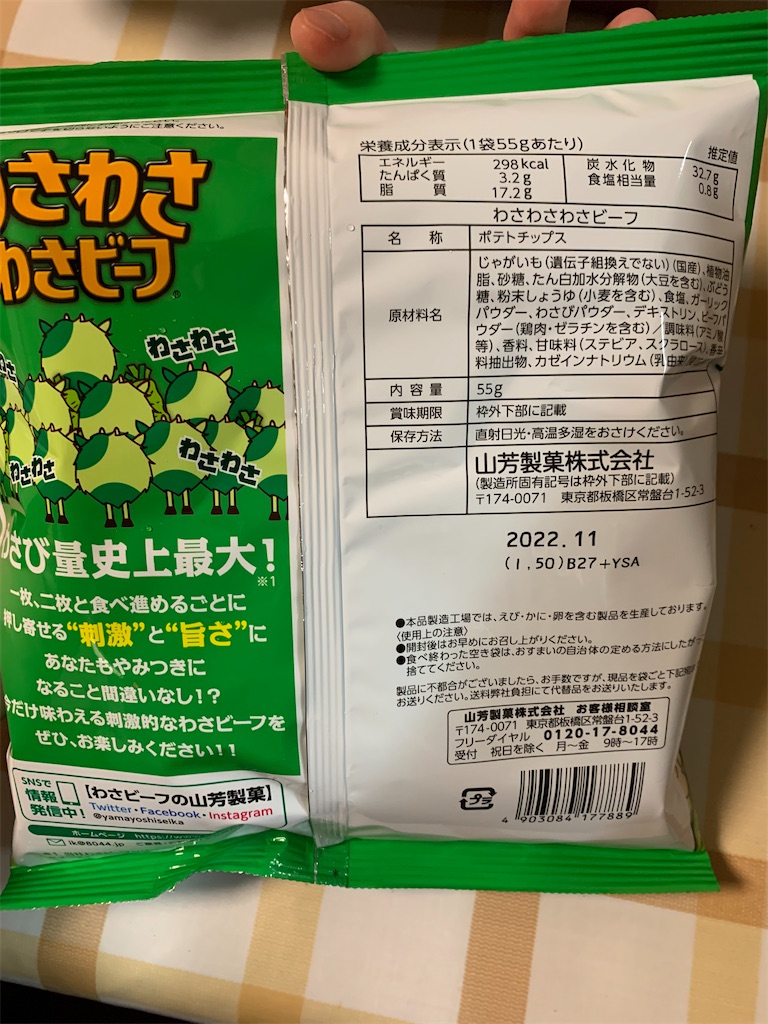 ようにご注意ください。
さわさ
わさビーフ
わさわさ
わさわさ
わさわさ
さび量史上最大!
※1
一枚、二枚と食べ進めるごとに
押し寄せる“刺激”と“旨さ”に
あなたもやみつきに
なること間違いなし!?
今だけ味わえる刺激的なわさビーフを
ぜひ、お楽しみください!!
SNSで
情報
発信中!
【わさビーフの山芳製菓】
Twitter・Facebook・Instagram
@yamayoshiseika
ホームページ
ik@8044.jp
栄養成分表示(1袋55gあたり)
推定値
エネルギー 298kcal
たんぱく質 3.2g
脂質 17.2g
炭水化物 32.7g
食塩相当量 0.8g
わさわさわさビーフ
名称 ポテトチップス
原材料名
じゃがいも(遺伝子組換えでない)(国産)、植物油
脂、砂糖、たん白加水分解物(大豆を含む)、ぶどう
糖、粉末しょうゆ(小麦を含む)、食塩、ガーリック
パウダー、わさびパウダー、デキストリン、ビーフパ
ウダー(鶏肉・ゼラチンを含む)/調味料(アミノ酸
等)、香料、甘味料(ステビア、スクラロース)、香辛
料抽出物、カゼインナトリウム(乳由来)
内容量 55g
賞味期限 枠外下部に記載
保存方法 直射日光・高温多湿をおさけください。
山芳製菓株式会社
(製造所固有記号は枠外下部に記載)
〒174-0071 東京都板橋区常盤台1-52-3
2022.11
(1,50)B27+YSA
●本品製造工場では、えび・かに・卵を含む製品を生産しております。
〈使用上の注意〉
●開封後はお早めにお召し上がりください。
●食べ終わった空き袋は、おすまいの自治体の定める方法にしたが
捨ててください。
製品に不都合がございましたら、お手数ですが、現品を袋ごと下記
お送りください。送料弊社負担にて代替品をお送りいたします。
山芳製菓株式会社 お客様相談室
〒174-0071 東京都板橋区常盤台1-52-3
フリーダイヤル 0120-17-8044
受付 祝日を除く 月〜金 9時〜17時
プラ
4 903084 177889